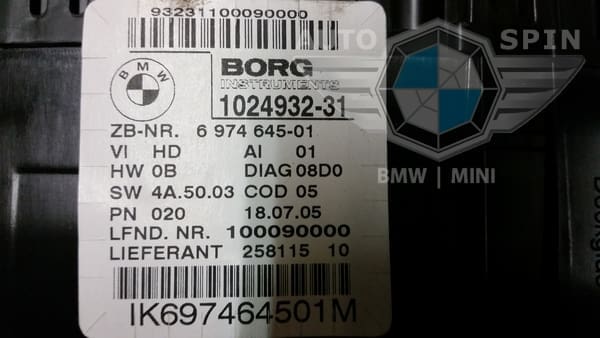 93231100090000
AUTO SPIN
BMW
BORG
INSTRUMENTS
1024932-31
ZB-NR. 6 974 645-01
VI HD AI 01
HW 0B DIAG 08D0
BMW | MINI
SW 4A.50.03 COD 05
PN 020 18.07.05
LFND. NR. 100090000
LIEFERANT 258115 10
IK697464501M